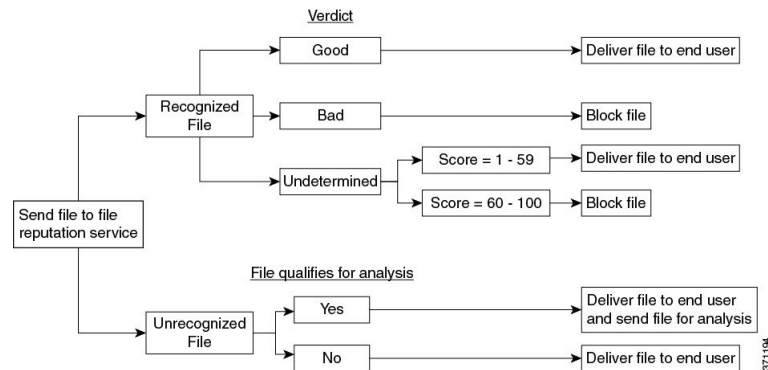 Verdict
Good
Deliver file to end user
Recognized
File
Bad
Block file
Undetermined
Score = 1 - 59
Deliver file to end user
Score = 60 - 100
Block file
Send file to file
reputation service
File qualifies for analysis
Unrecognized
File
Yes
Deliver file to end user
and send file for analysis
No
Deliver file to end user
371194